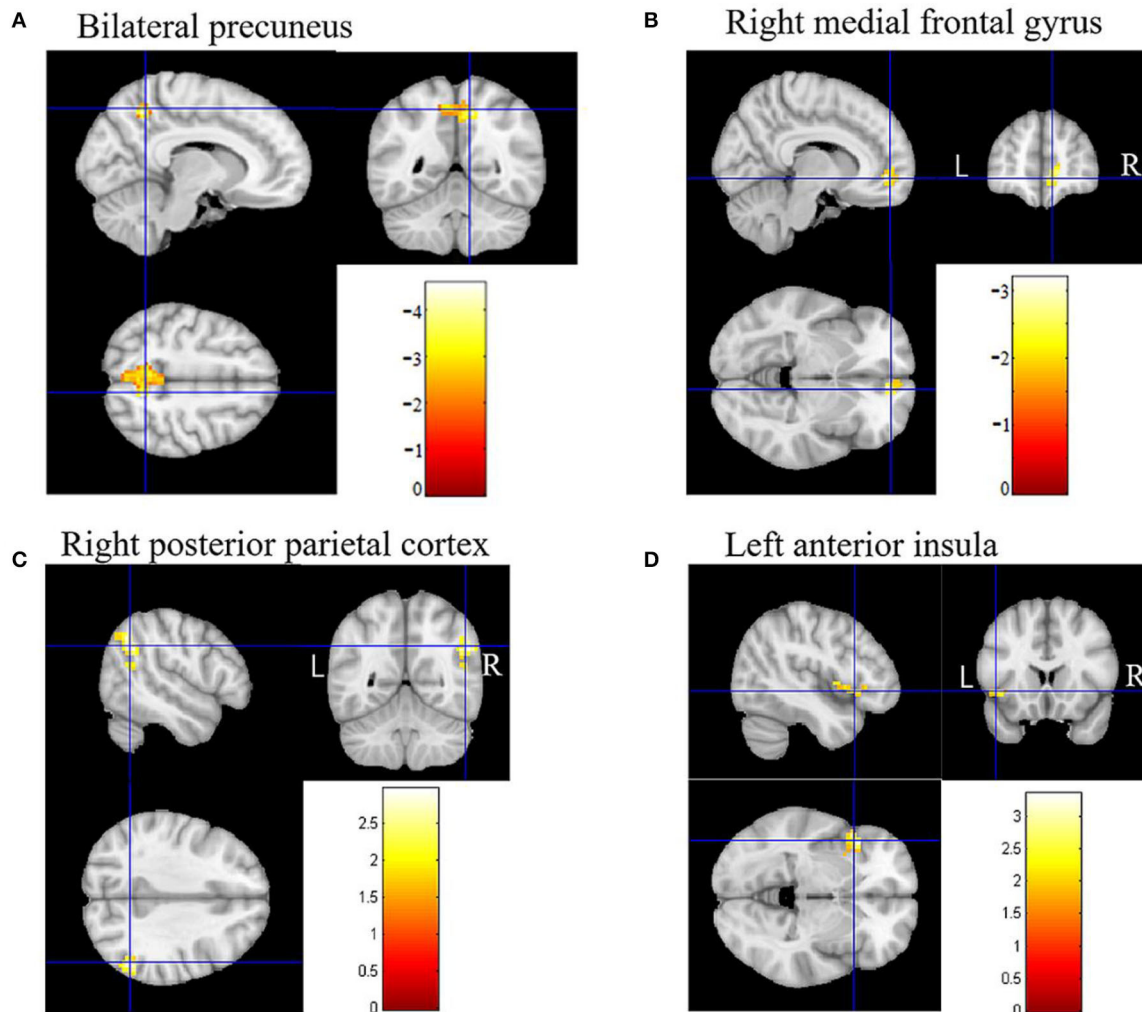 A
Bilateral precuneus
-4
-3
-2
-1
0
B
Right medial frontal gyrus
L
R
-3
-2
-1
0
C
Right posterior parietal cortex
L
R
2.5
2
1.5
1
0.5
0
D
Left anterior insula
L
R
3
2.5
2
1.5
1
0.5
0